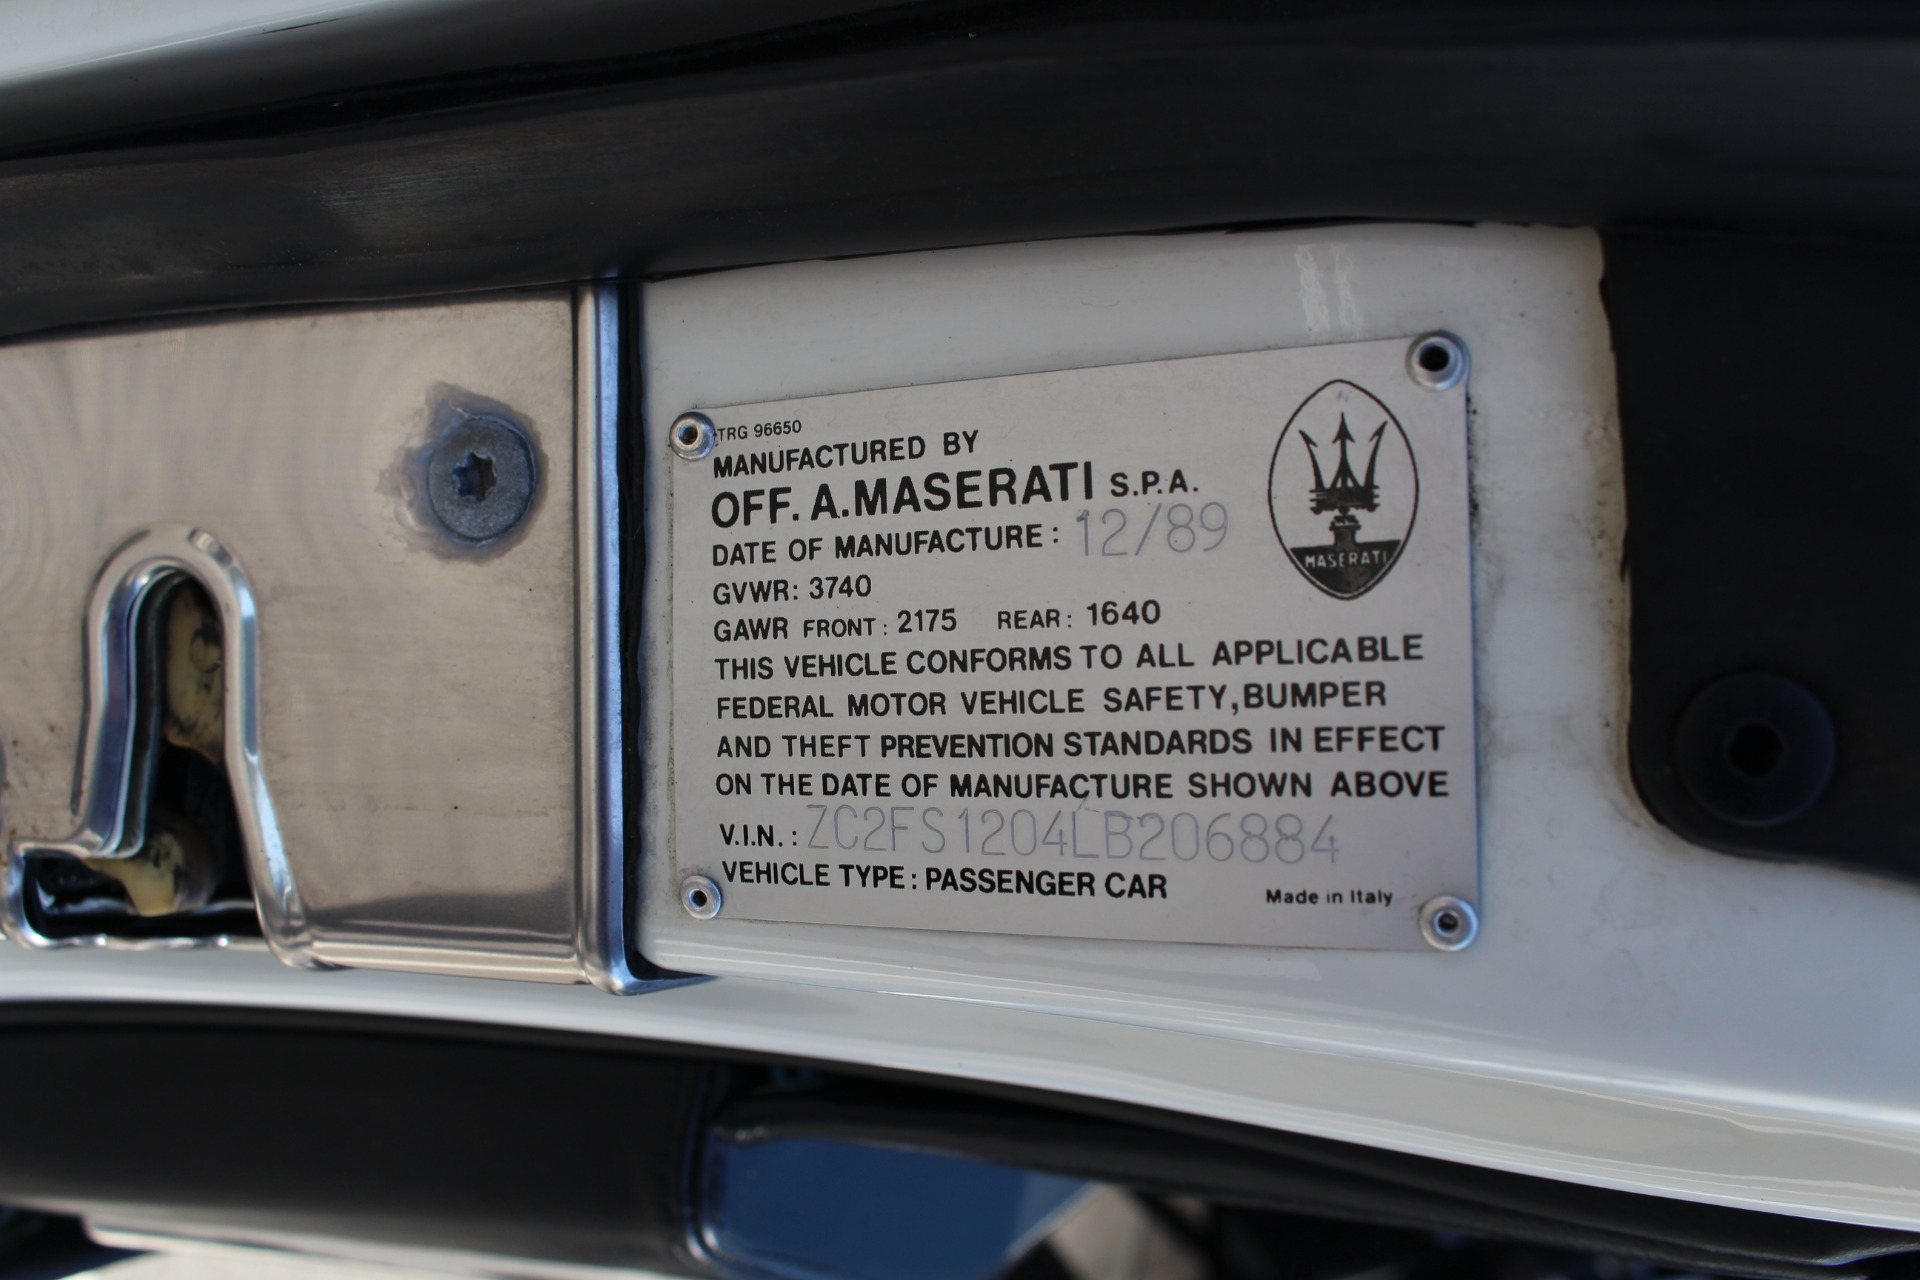 TRG 96650
MANUFACTURED BY
OFF. A.MASERATI S.P.A.
DATE OF MANUFACTURE: 12/89
GVWR: 3740
GAWR FRONT: 2175 REAR: 1640
THIS VEHICLE CONFORMS TO ALL APPLICABLE
FEDERAL MOTOR VEHICLE SAFETY,BUMPER
AND THEFT PREVENTION STANDARDS IN EFFECT
ON THE DATE OF MANUFACTURE SHOWN ABOVE
V.I.N.: ZC2FS1204LB206884
VEHICLE TYPE: PASSENGER CAR
Made in Italy
MASERATI